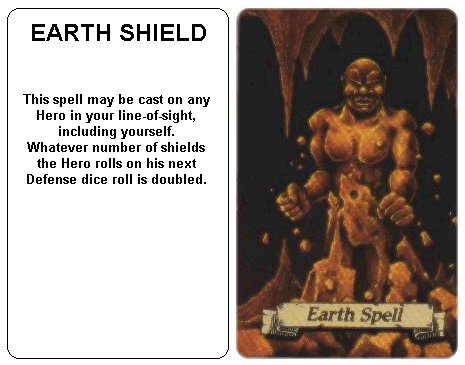 EARTH SHIELD
This spell may be cast on any
Hero in your line-of-sight,
including yourself.
Whatever number of shields
the Hero rolls on his next
Defense dice roll is doubled.
Earth Spell